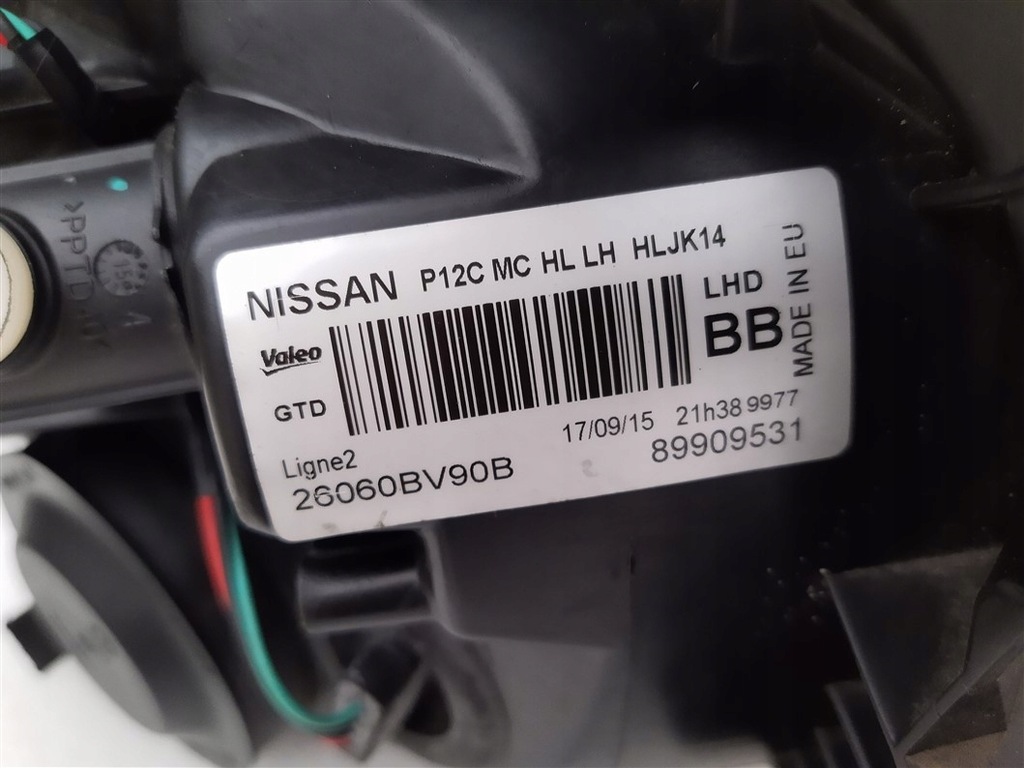 NISSAN P12C MC HL LH HLJK14
LHD
BB
MADE IN EU
Valeo
GTD
17/09/15 21h38 9977
Ligne2
26060BV90B
89909531